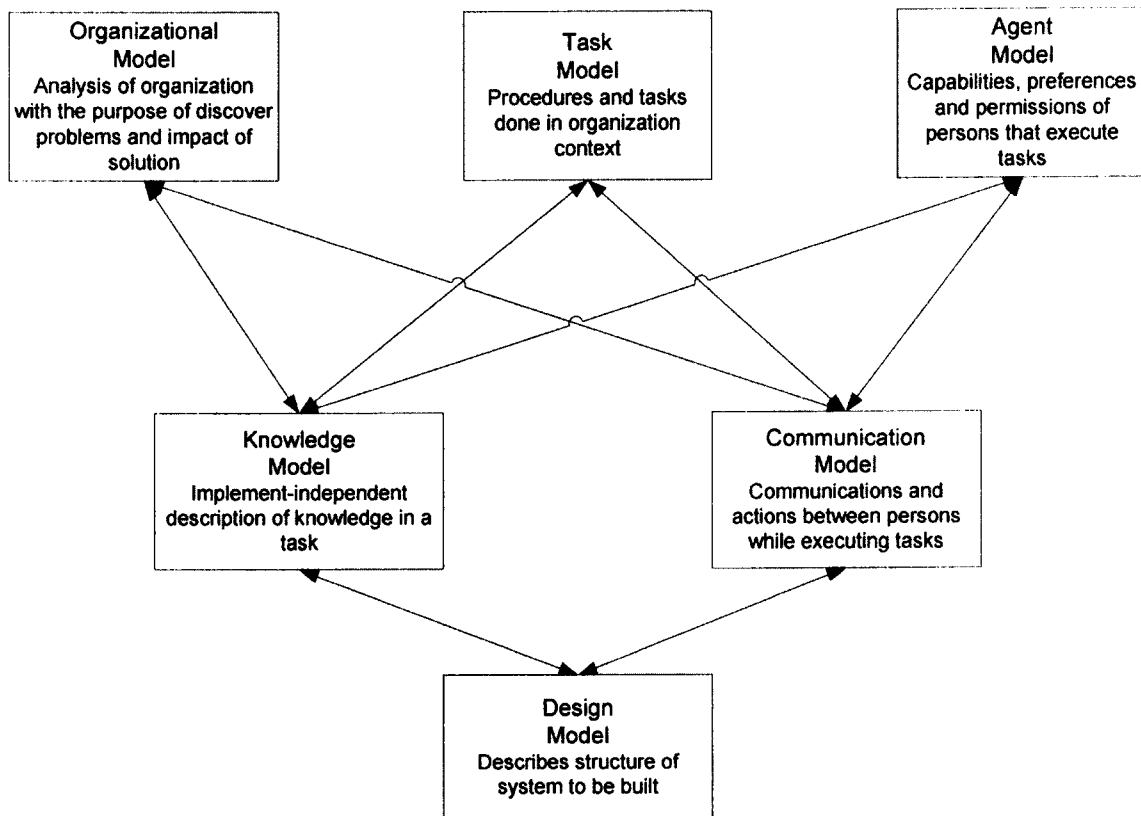 Organizational
Model
Analysis of organization
with the purpose of discover
problems and impact of
solution
Task
Model
Procedures and tasks
done in organization
context
Agent
Model
Capabilities, preferences
and permissions of
persons that execute
tasks
Knowledge
Model
Implement-independent
description of knowledge in a
task
Communication
Model
Communications and
actions between persons
while executing tasks
Design
Model
Describes structure of
system to be built